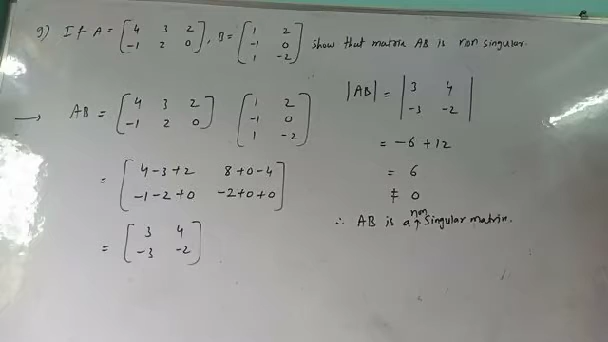 9) If A = [ 4 3 2 ; -1 2 0 ], B = [ 1 2 ; -1 0 ; 1 -2 ] show that matrix AB is non singular.
→ AB = [ 4 3 2 ; -1 2 0 ] [ 1 2 ; -1 0 ; 1 -2 ]
= [ 4-3+2 8+0-4 ; -1-2+0 -2+0+0 ]
= [ 3 4 ; -3 -2 ]
|AB| = | 3 4 ; -3 -2 |
= -6 + 12
= 6
≠ 0
∴ AB is a non singular matrix.